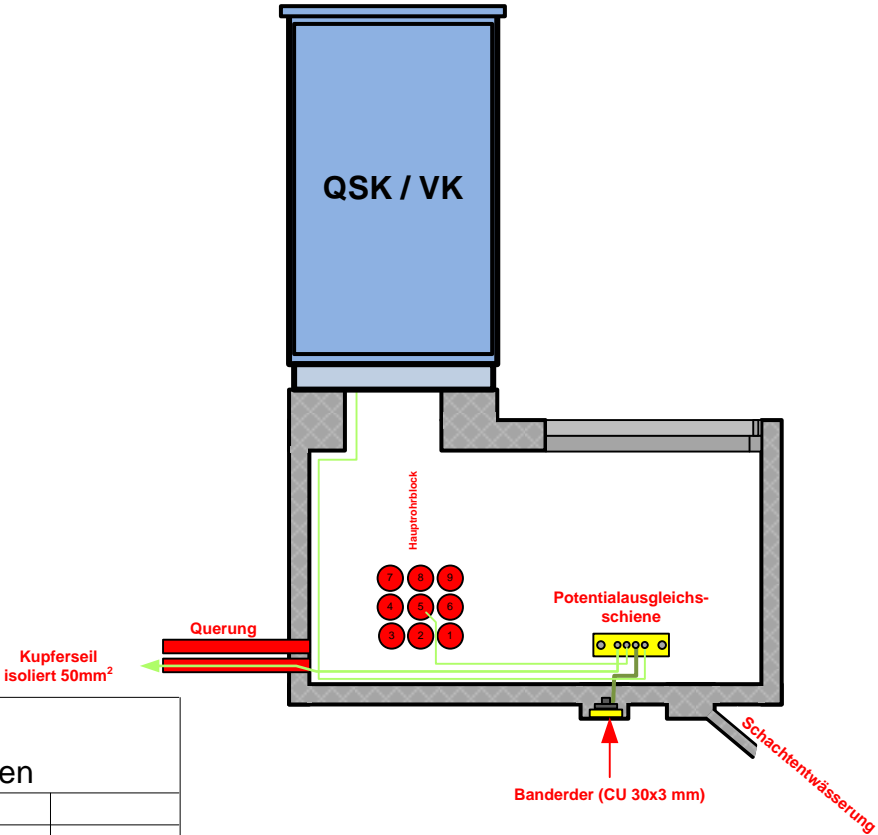 QSK / VK
Hauptrohrblock
7 8 9
4 5 6
3 2 1
Potentialausgleichs-
schiene
Querung
Kupferseil
isoliert 50mm²
Banderder (CU 30x3 mm)
Schachtentwässerung
en